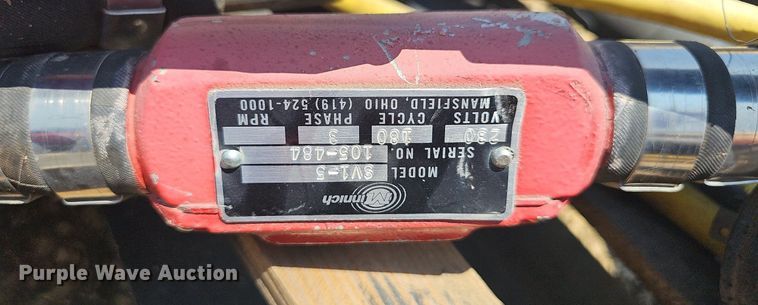 Minnich
MODEL SV1-5
SERIAL NO. 105-484
230 180 3
VOLTS CYCLE PHASE RPM
MANSFIELD, OHIO (419) 524-1000
Purple Wave Auction